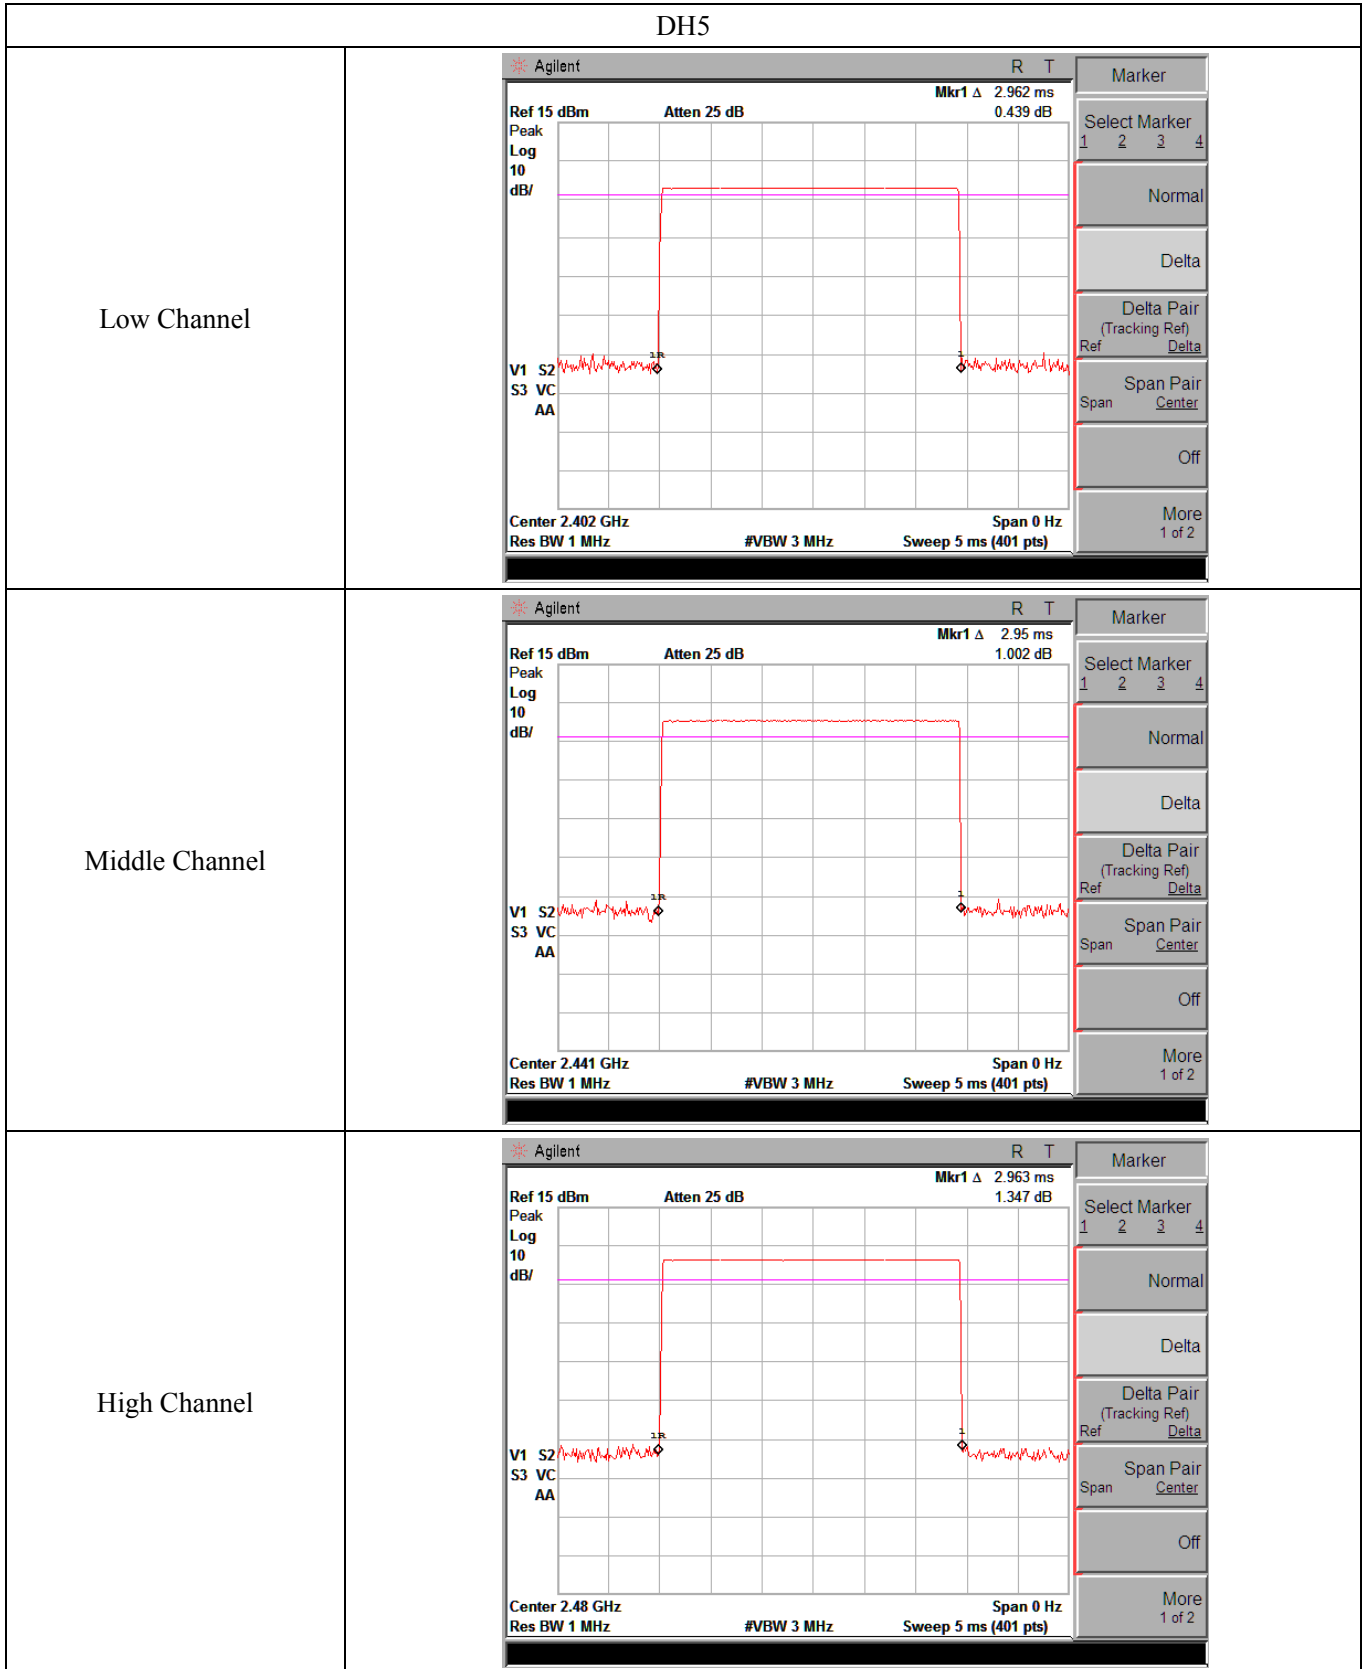 DH5
Low Channel
Agilent R T
Mkr1 Δ 2.962 ms
Ref 15 dBm Atten 25 dB 0.439 dB
Peak
Log
10
dB/
1R 1
V1 S2
S3 VC
AA
Center 2.402 GHz Span 0 Hz
Res BW 1 MHz #VBW 3 MHz Sweep 5 ms (401 pts)
Marker
Select Marker
1 2 3 4
Normal
Delta
Delta Pair
(Tracking Ref)
Ref Delta
Span Pair
Span Center
Off
More
1 of 2
Middle Channel
Agilent R T
Mkr1 Δ 2.95 ms
Ref 15 dBm Atten 25 dB 1.002 dB
Peak
Log
10
dB/
1R 1
V1 S2
S3 VC
AA
Center 2.441 GHz Span 0 Hz
Res BW 1 MHz #VBW 3 MHz Sweep 5 ms (401 pts)
Marker
Select Marker
1 2 3 4
Normal
Delta
Delta Pair
(Tracking Ref)
Ref Delta
Span Pair
Span Center
Off
More
1 of 2
High Channel
Agilent R T
Mkr1 Δ 2.963 ms
Ref 15 dBm Atten 25 dB 1.347 dB
Peak
Log
10
dB/
1R 1
V1 S2
S3 VC
AA
Center 2.48 GHz Span 0 Hz
Res BW 1 MHz #VBW 3 MHz Sweep 5 ms (401 pts)
Marker
Select Marker
1 2 3 4
Normal
Delta
Delta Pair
(Tracking Ref)
Ref Delta
Span Pair
Span Center
Off
More
1 of 2